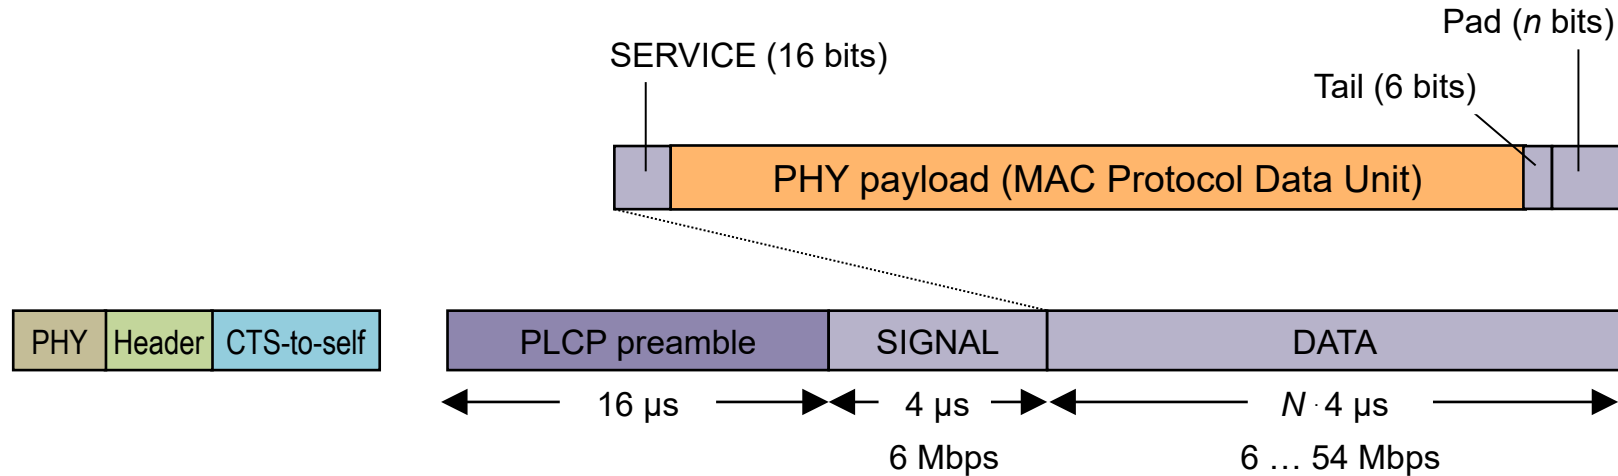 Pad (n bits)
SERVICE (16 bits)
Tail (6 bits)
PHY payload (MAC Protocol Data Unit)
PHY Header CTS-to-self PLCP preamble SIGNAL DATA
16 μs 4 μs N · 4 μs
6 Mbps 6 … 54 Mbps